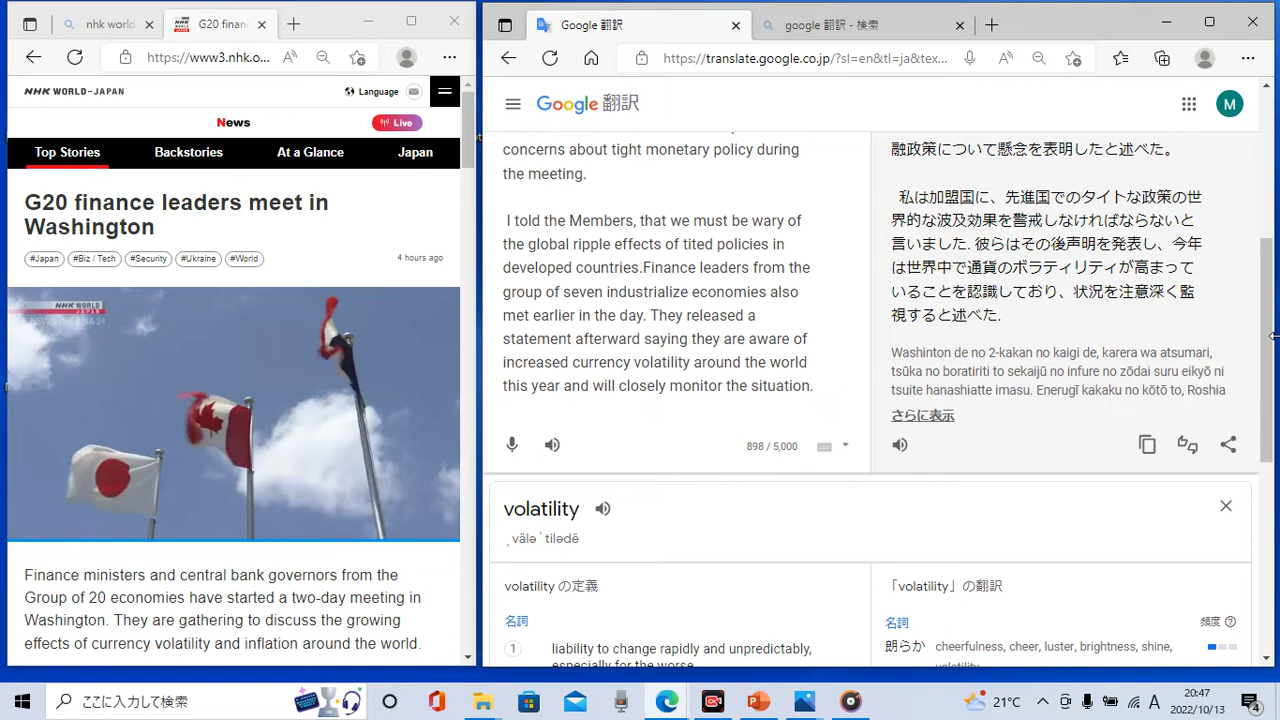 nhk world
G20 finan
https://www3.nhk.o...
NHK WORLD-JAPAN
Language
News
Live
Top Stories
Backstories
At a Glance
Japan
G20 finance leaders meet in
Washington
#Japan
#Biz / Tech
#Security
#Ukraine
#World
4 hours ago
NHK WORLD
JAPAN
Finance ministers and central bank governors from the
Group of 20 economies have started a two-day meeting in
Washington. They are gathering to discuss the growing
effects of currency volatility and inflation around the world.
Google 翻訳
google 翻訳 - 検索
https://translate.google.co.jp/?sl=en&tl=ja&tex...
Google 翻訳
M
concerns about tight monetary policy during
the meeting.
I told the Members, that we must be wary of
the global ripple effects of tited policies in
developed countries.Finance leaders from the
group of seven industrialize economies also
met earlier in the day. They released a
statement afterward saying they are aware of
increased currency volatility around the world
this year and will closely monitor the situation.
898 / 5,000
融政策について懸念を表明したと述べた。
私は加盟国に、先進国でのタイトな政策の世
界的な波及効果を警戒しなければならないと
言いました. 彼らはその後声明を発表し、今年
は世界中で通貨のボラティリティが高まって
いることを認識しており、状況を注意深く監
視すると述べた.
Washinton de no 2-kakan no kaigi de, karera wa atsumari,
tsūka no boratiriti to sekaijū no infure no zōdai suru eikyō ni
tsuite hanashiatte imasu. Enerugī kakaku no kōtō to, Roshia
さらに表示
volatility
ˌväləˈtilədē
volatility の定義
名詞
1
liability to change rapidly and unpredictably,
especially for the worse
「volatility」の翻訳
名詞
頻度
朗らか
cheerfulness, cheer, luster, brightness, shine,
volatility
ここに入力して検索
21°C
A
20:47
2022/10/13
4